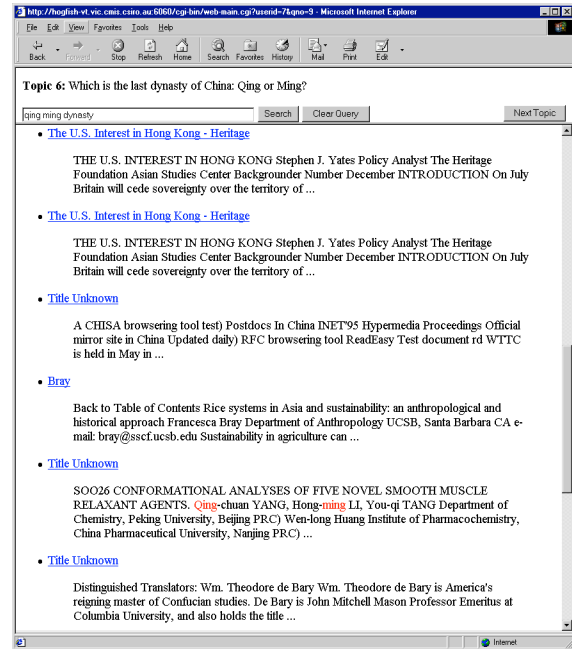 http://hogfish-vt.vic.cmis.csiro.au:6060/cgi-bin/web-main.cgi?userid=7&qno=9 - Microsoft Internet Explorer
File Edit View Favorites Tools Help
Back Forward Stop Refresh Home Search Favorites History Mail Print Edit
Topic 6: Which is the last dynasty of China: Qing or Ming?
qing ming dynasty Search Clear Query Next Topic
• The U.S. Interest in Hong Kong - Heritage
THE U.S. INTEREST IN HONG KONG Stephen J. Yates Policy Analyst The Heritage
Foundation Asian Studies Center Backgrounder Number December INTRODUCTION On July
Britain will cede sovereignty over the territory of ...
• The U.S. Interest in Hong Kong - Heritage
THE U.S. INTEREST IN HONG KONG Stephen J. Yates Policy Analyst The Heritage
Foundation Asian Studies Center Backgrounder Number December INTRODUCTION On July
Britain will cede sovereignty over the territory of ...
• Title Unknown
A CHISA browsering tool test) Postdocs In China INET'95 Hypermedia Proceedings Official
mirror site in China Updated daily) RFC browsering tool ReadEasy Test document rd WTTC
is held in May in ...
• Bray
Back to Table of Contents Rice systems in Asia and sustainability: an anthropological and
historical approach Francesca Bray Department of Anthropology UCSB, Santa Barbara CA e-
mail: bray@sscf.ucsb.edu Sustainability in agriculture can ...
• Title Unknown
SOO26 CONFORMATIONAL ANALYSES OF FIVE NOVEL SMOOTH MUSCLE
RELAXANT AGENTS. Qing-chuan YANG, Hong-ming LI, You-qi TANG Department of
Chemistry, Peking University, Beijing PRC) Wen-long Huang Institute of Pharmacochemistry,
China Pharmaceutical University, Nanjing PRC) ...
• Title Unknown
Distinguished Translators: Wm. Theodore de Bary Wm. Theodore de Bary is America's
reigning master of Confucian studies. De Bary is John Mitchell Mason Professor Emeritus at
Columbia University, and also holds the title ...
Internet